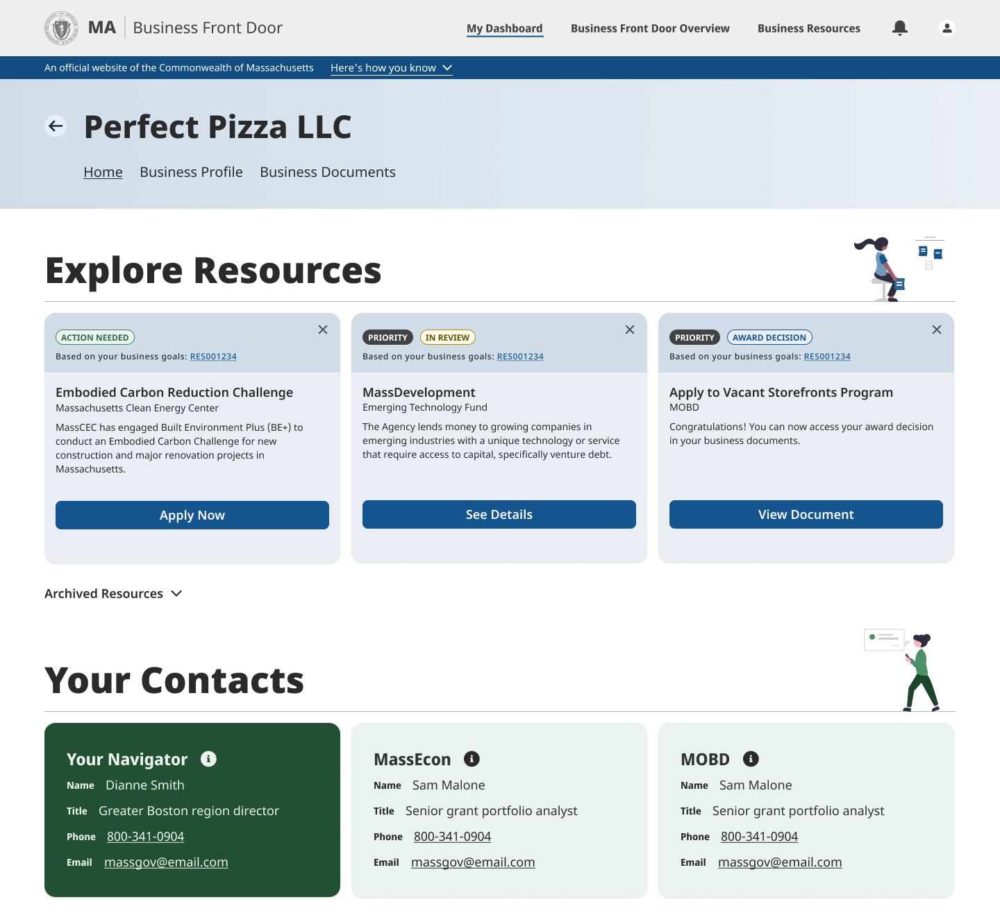 MA Business Front Door
My Dashboard Business Front Door Overview Business Resources
An official website of the Commonwealth of Massachusetts Here's how you know
Perfect Pizza LLC
Home Business Profile Business Documents
Explore Resources
ACTION NEEDED
Based on your business goals: RES001234
Embodied Carbon Reduction Challenge
Massachusetts Clean Energy Center
MassCEC has engaged Built Environment Plus (BE+) to
conduct an Embodied Carbon Challenge for new
construction and major renovation projects in
Massachusetts.
Apply Now
PRIORITY IN REVIEW
Based on your business goals: RES001234
MassDevelopment
Emerging Technology Fund
The Agency lends money to growing companies in
emerging industries with a unique technology or service
that require access to capital, specifically venture debt.
See Details
PRIORITY AWARD DECISION
Based on your business goals: RES001234
Apply to Vacant Storefronts Program
MOBD
Congratulations! You can now access your award decision
in your business documents.
View Document
Archived Resources
Your Contacts
Your Navigator
Name Dianne Smith
Title Greater Boston region director
Phone 800-341-0904
Email massgov@email.com
MassEcon
Name Sam Malone
Title Senior grant portfolio analyst
Phone 800-341-0904
Email massgov@email.com
MOBD
Name Sam Malone
Title Senior grant portfolio analyst
Phone 800-341-0904
Email massgov@email.com